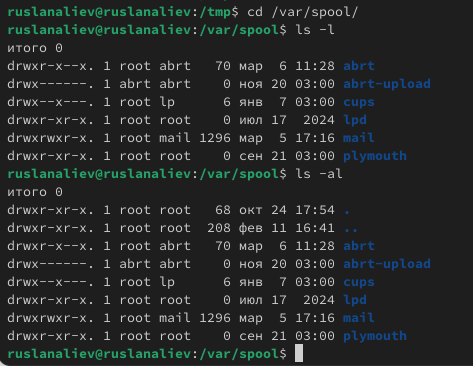 ruslanaliev@ruslanaliev:/tmp$ cd /var/spool/
ruslanaliev@ruslanaliev:/var/spool$ ls -l
итого 0
drwxr-x--x. 1 root abrt   70 мар  6 11:28 abrt
drwx------. 1 abrt abrt    0 ноя 20 03:00 abrt-upload
drwx--x---. 1 root lp      6 янв  7 03:00 cups
drwxr-xr-x. 1 root root    0 июл 17  2024 lpd
drwxrwxr-x. 1 root mail 1296 мар  5 17:16 mail
drwxr-xr-x. 1 root root    0 сен 21 03:00 plymouth
ruslanaliev@ruslanaliev:/var/spool$ ls -al
итого 0
drwxr-xr-x. 1 root root   68 окт 24 17:54 .
drwxr-xr-x. 1 root root  208 фев 11 16:41 ..
drwxr-x--x. 1 root abrt   70 мар  6 11:28 abrt
drwx------. 1 abrt abrt    0 ноя 20 03:00 abrt-upload
drwx--x---. 1 root lp      6 янв  7 03:00 cups
drwxr-xr-x. 1 root root    0 июл 17  2024 lpd
drwxrwxr-x. 1 root mail 1296 мар  5 17:16 mail
drwxr-xr-x. 1 root root    0 сен 21 03:00 plymouth
ruslanaliev@ruslanaliev:/var/spool$